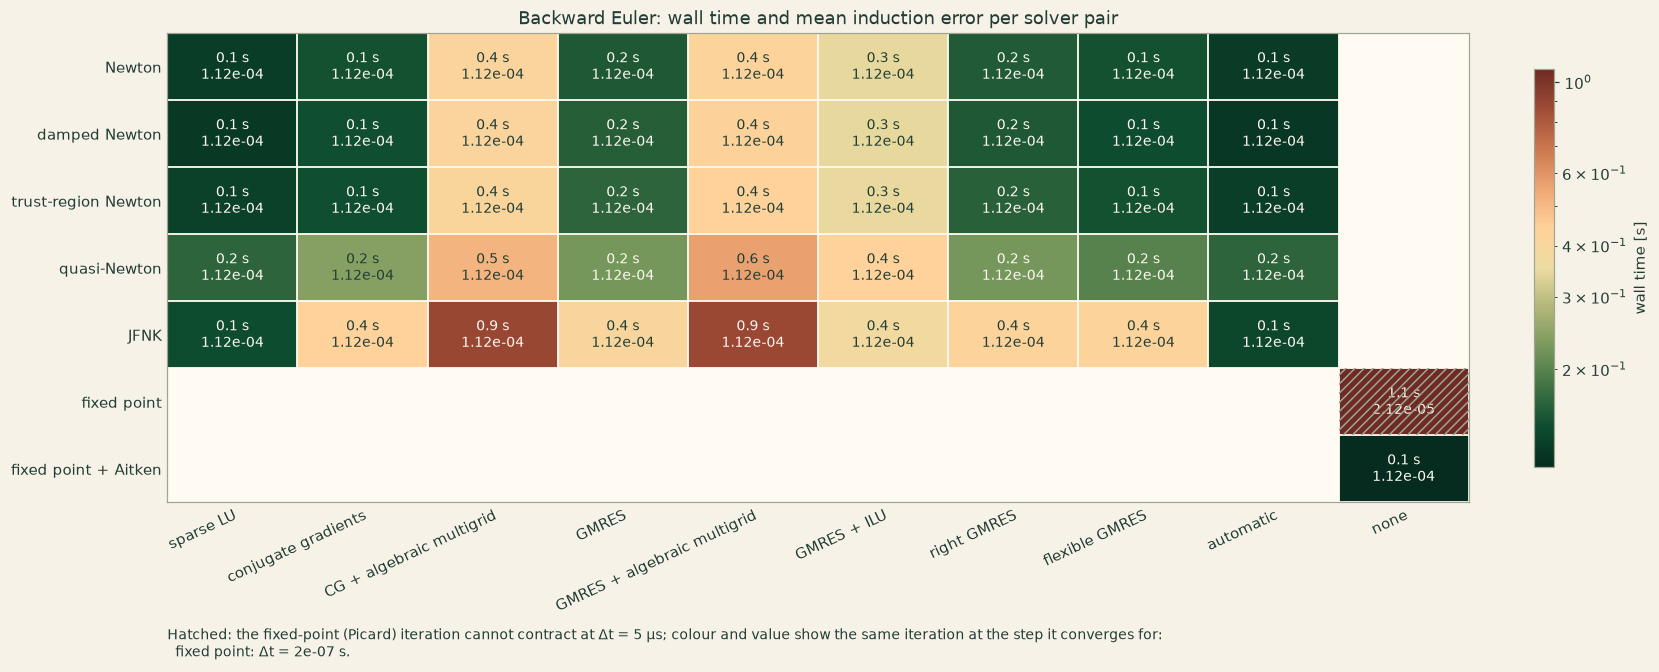 Backward Euler: wall time and mean induction error per solver pair
Newton
0.1 s 0.1 s 0.4 s 0.2 s 0.4 s 0.3 s 0.2 s 0.1 s 0.1 s
1.12e-04 1.12e-04 1.12e-04 1.12e-04 1.12e-04 1.12e-04 1.12e-04 1.12e-04 1.12e-04
damped Newton
0.1 s 0.1 s 0.4 s 0.2 s 0.4 s 0.3 s 0.2 s 0.1 s 0.1 s
1.12e-04 1.12e-04 1.12e-04 1.12e-04 1.12e-04 1.12e-04 1.12e-04 1.12e-04 1.12e-04
trust-region Newton
0.1 s 0.1 s 0.4 s 0.2 s 0.4 s 0.3 s 0.2 s 0.1 s 0.1 s
1.12e-04 1.12e-04 1.12e-04 1.12e-04 1.12e-04 1.12e-04 1.12e-04 1.12e-04 1.12e-04
quasi-Newton
0.2 s 0.2 s 0.5 s 0.2 s 0.6 s 0.4 s 0.2 s 0.2 s 0.2 s
1.12e-04 1.12e-04 1.12e-04 1.12e-04 1.12e-04 1.12e-04 1.12e-04 1.12e-04 1.12e-04
JFNK
0.1 s 0.4 s 0.9 s 0.4 s 0.9 s 0.4 s 0.4 s 0.4 s 0.1 s
1.12e-04 1.12e-04 1.12e-04 1.12e-04 1.12e-04 1.12e-04 1.12e-04 1.12e-04 1.12e-04
fixed point
1.1 s
2.12e-05
fixed point + Aitken
0.1 s
1.12e-04
sparse LU
conjugate gradients
CG + algebraic multigrid
GMRES
GMRES + algebraic multigrid
GMRES + ILU
right GMRES
flexible GMRES
automatic
none
10⁰
6 × 10⁻¹
4 × 10⁻¹
3 × 10⁻¹
2 × 10⁻¹
wall time [s]
Hatched: the fixed-point (Picard) iteration cannot contract at Δt = 5 μs; colour and value show the same iteration at the step it converges for:
fixed point: Δt = 2e-07 s.